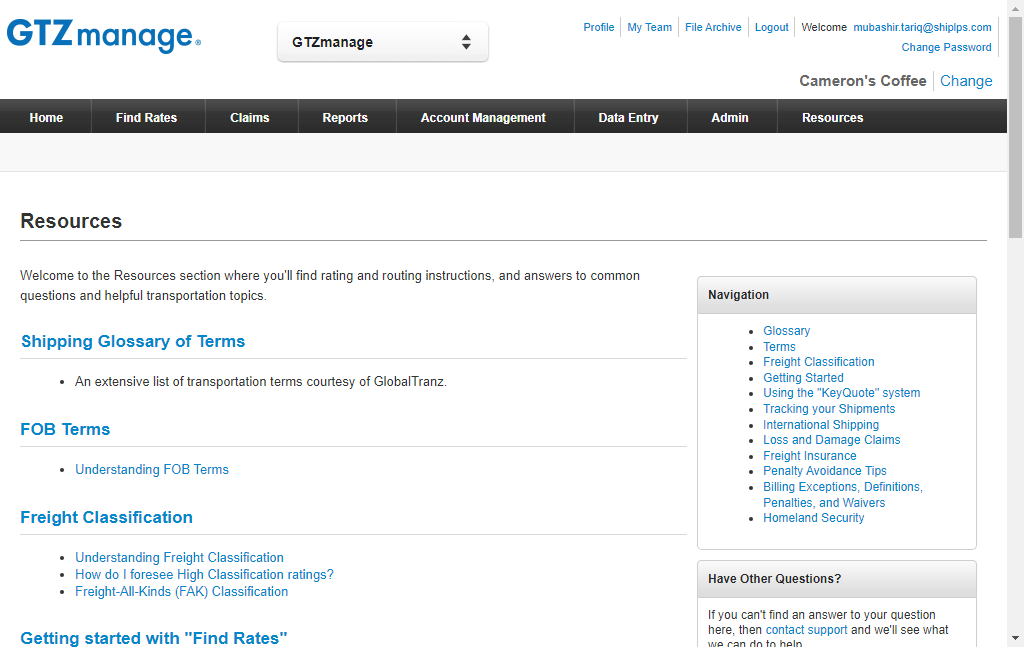 GTZmanage®
GTZmanage
Profile My Team File Archive Logout Welcome mubashir.tariq@shiplps.com
Change Password
Cameron's Coffee Change
Home Find Rates Claims Reports Account Management Data Entry Admin Resources
Resources
Welcome to the Resources section where you'll find rating and routing instructions, and answers to common
questions and helpful transportation topics.
Shipping Glossary of Terms
An extensive list of transportation terms courtesy of GlobalTranz.
FOB Terms
Understanding FOB Terms
Freight Classification
Understanding Freight Classification
How do I foresee High Classification ratings?
Freight-All-Kinds (FAK) Classification
Getting started with "Find Rates"
Navigation
Glossary
Terms
Freight Classification
Getting Started
Using the "KeyQuote" system
Tracking your Shipments
International Shipping
Loss and Damage Claims
Freight Insurance
Penalty Avoidance Tips
Billing Exceptions, Definitions,
Penalties, and Waivers
Homeland Security
Have Other Questions?
If you can't find an answer to your question
here, then contact support and we'll see what
we can do to help.